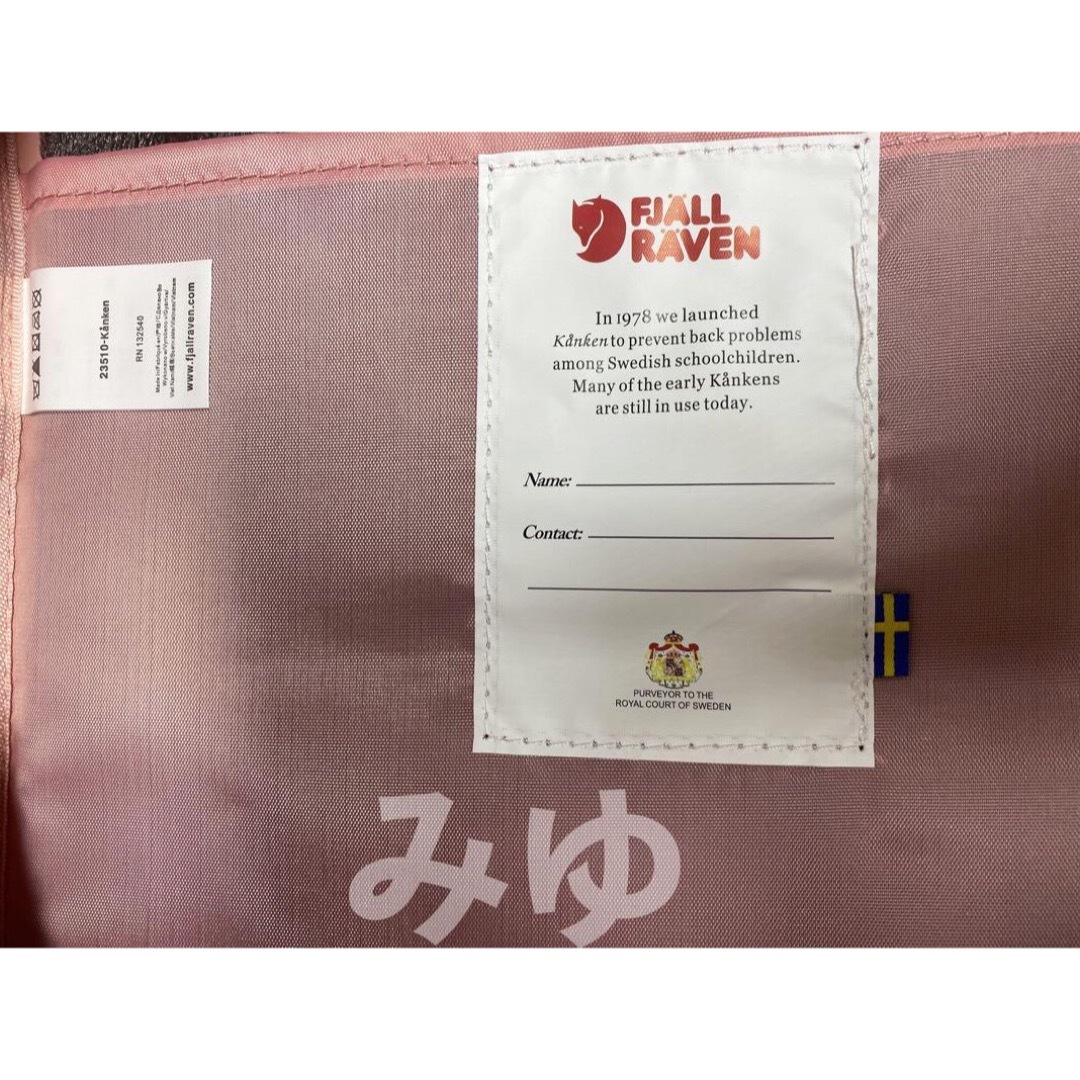 FJÄLL
RÄVEN
In 1978 we launched
Kånken to prevent back problems
among Swedish schoolchildren.
Many of the early Kånkens
are still in use today.
Name:
Contact:
PURVEYOR TO THE
ROYAL COURT OF SWEDEN
23510-Kånken
RN 132540
www.fjallraven.com
みゆ